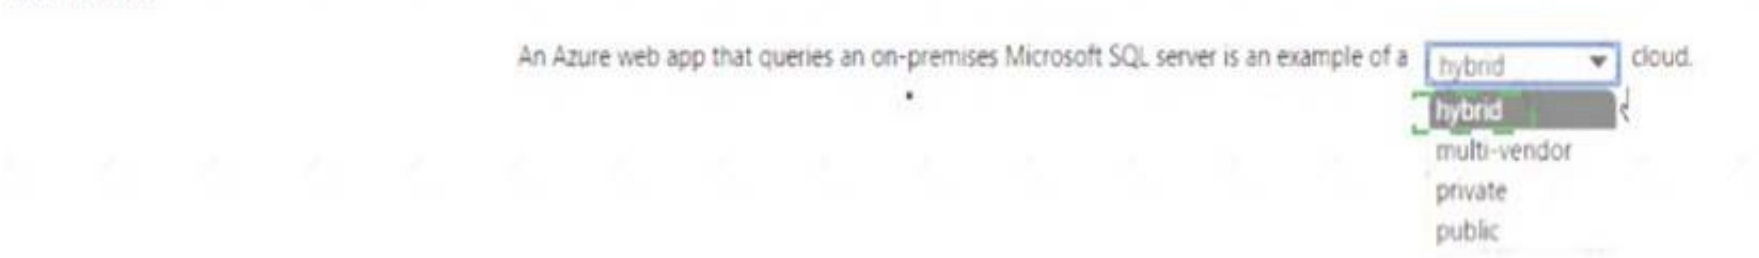 An Azure web app that queries an on-premises Microsoft SQL server is an example of a hybrid cloud.
hybrid
multi-vendor
private
public